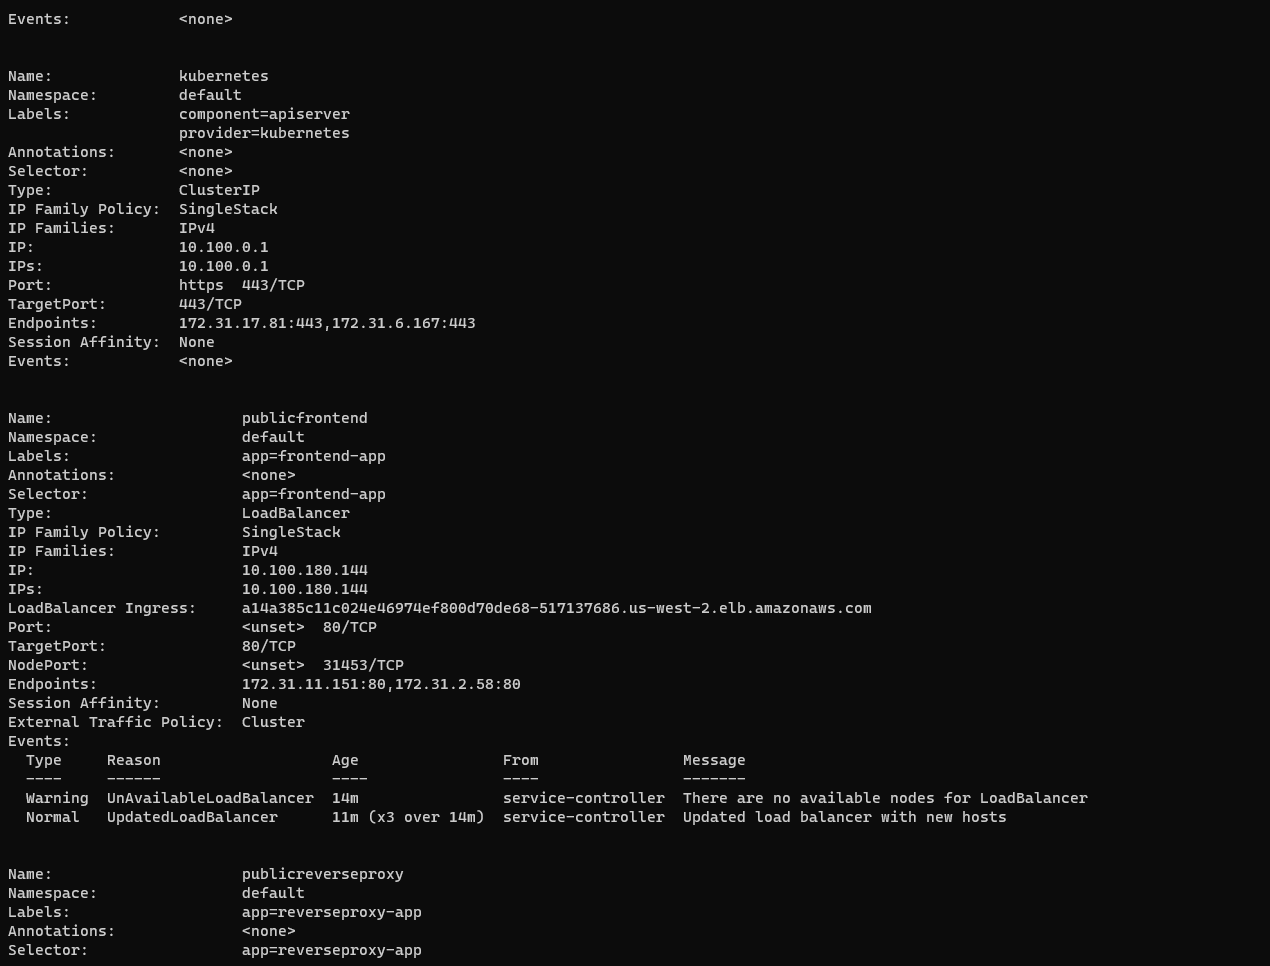 Events:            <none>
Name:              kubernetes
Namespace:         default
Labels:            component=apiserver
                   provider=kubernetes
Annotations:       <none>
Selector:          <none>
Type:              ClusterIP
IP Family Policy:  SingleStack
IP Families:       IPv4
IP:                10.100.0.1
IPs:               10.100.0.1
Port:              https  443/TCP
TargetPort:        443/TCP
Endpoints:         172.31.17.81:443,172.31.6.167:443
Session Affinity:  None
Events:            <none>
Name:                     publicfrontend
Namespace:                default
Labels:                   app=frontend-app
Annotations:              <none>
Selector:                 app=frontend-app
Type:                     LoadBalancer
IP Family Policy:         SingleStack
IP Families:              IPv4
IP:                       10.100.180.144
IPs:                      10.100.180.144
LoadBalancer Ingress:     a14a385c11c024e46974ef800d70de68-517137686.us-west-2.elb.amazonaws.com
Port:                     <unset>  80/TCP
TargetPort:               80/TCP
NodePort:                 <unset>  31453/TCP
Endpoints:                172.31.11.151:80,172.31.2.58:80
Session Affinity:         None
External Traffic Policy:  Cluster
Events:
  Type     Reason                   Age                From                Message
  ----     ------                   ----               ----                -------
  Warning  UnAvailableLoadBalancer  14m                service-controller  There are no available nodes for LoadBalancer
  Normal   UpdatedLoadBalancer      11m (x3 over 14m)  service-controller  Updated load balancer with new hosts
Name:                     publicreverseproxy
Namespace:                default
Labels:                   app=reverseproxy-app
Annotations:              <none>
Selector:                 app=reverseproxy-app